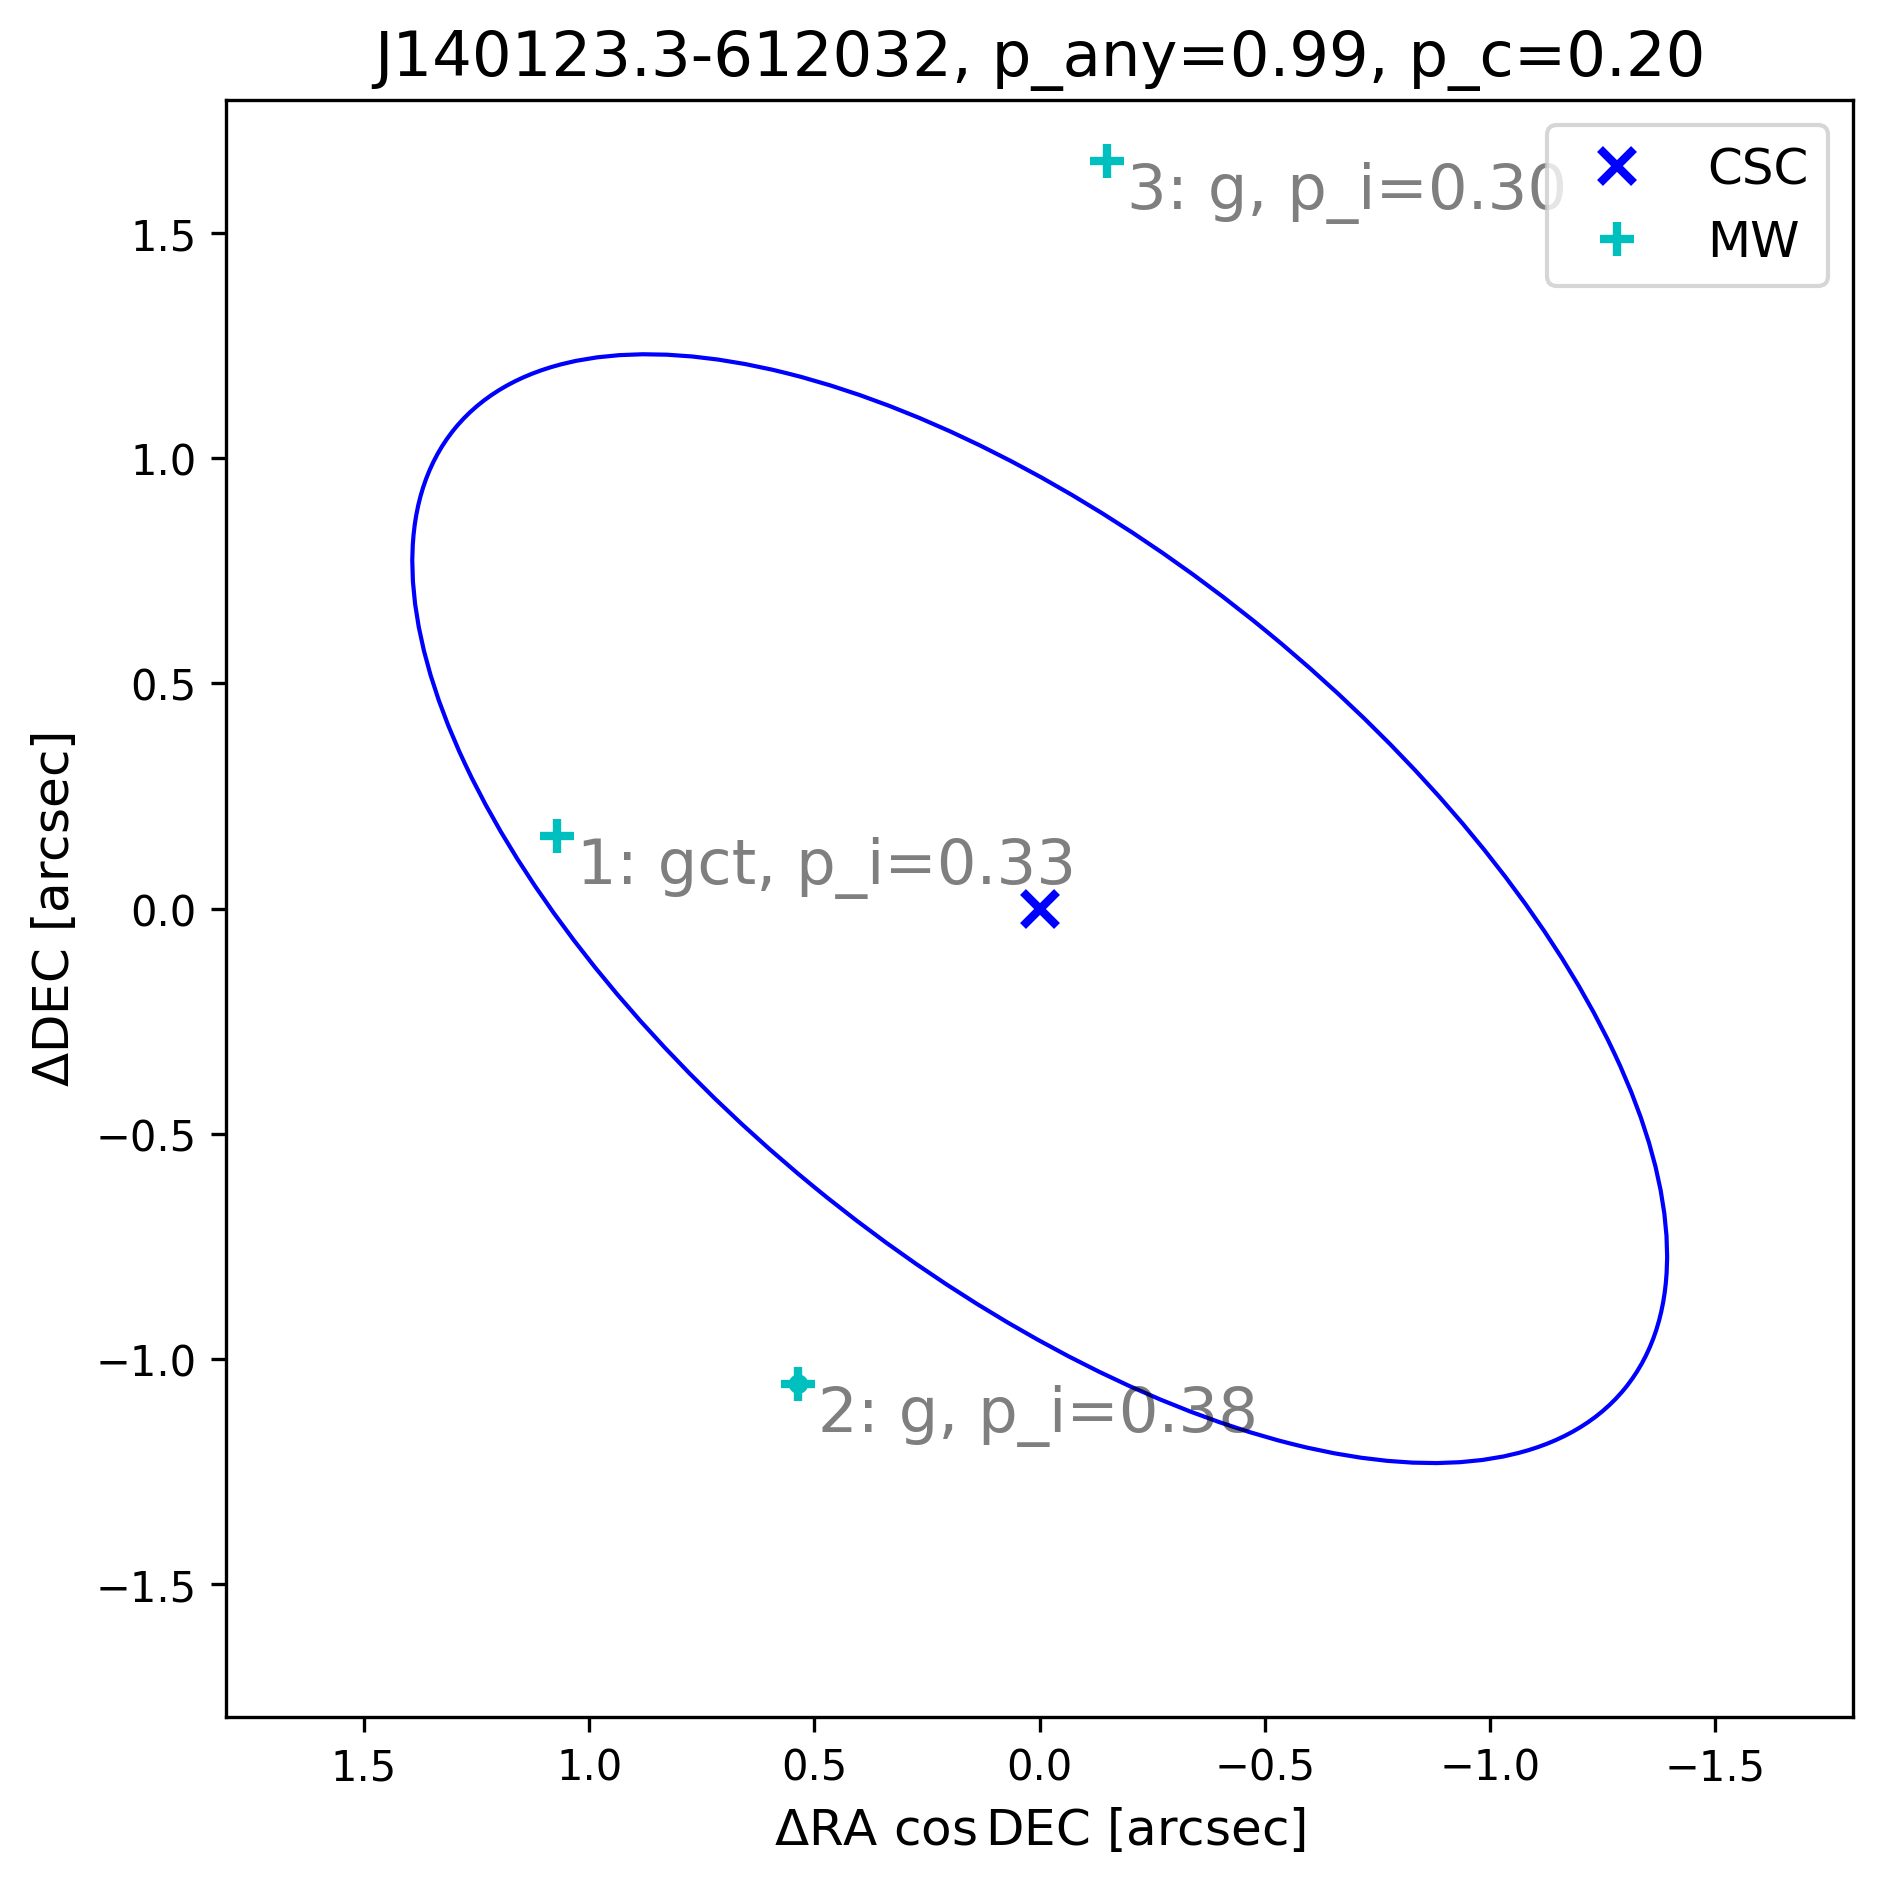 J140123.3-612032, p_any=0.99, p_c=0.20
3: g, p_i=0.30
CSC
MW
1.5
1.0
0.5
0.0
−0.5
−1.0
−1.5
1: gct, p_i=0.33
2: g, p_i=0.38
ΔDEC [arcsec]
1.5
1.0
0.5
0.0
−0.5
−1.0
−1.5
ΔRA cos DEC [arcsec]